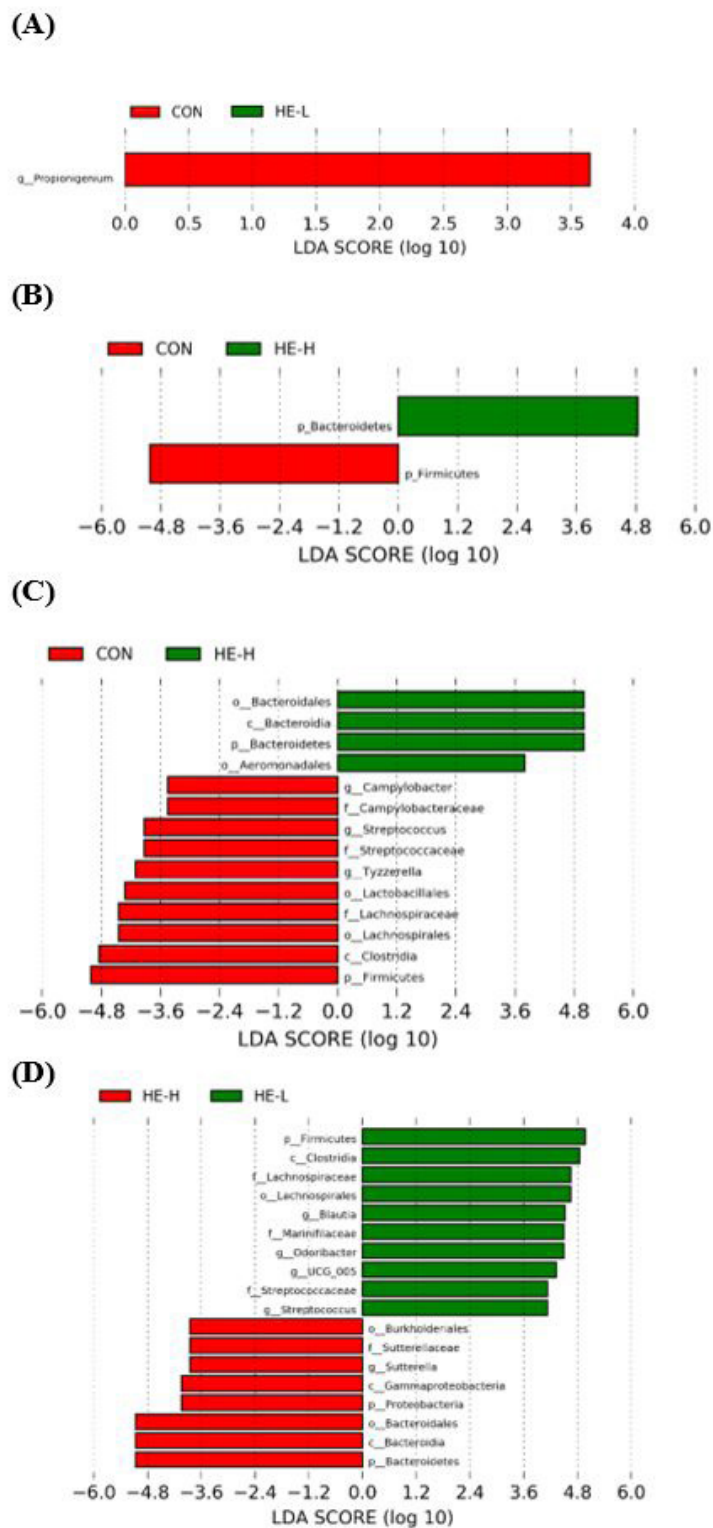 (A)
CON HE-L
g__Propionigenium
0.0 0.5 1.0 1.5 2.0 2.5 3.0 3.5 4.0
LDA SCORE (log 10)
(B)
CON HE-H
p_Bacteroidetes
p_Firmicutes
−6.0 −4.8 −3.6 −2.4 −1.2 0.0 1.2 2.4 3.6 4.8 6.0
LDA SCORE (log 10)
(C)
CON HE-H
o__Bacteroidales
c__Bacteroidia
p__Bacteroidetes
o__Aeromonadales
g__Campylobacter
f__Campylobacteraceae
g__Streptococcus
f__Streptococcaceae
g__Tyzzerella
o__Lactobacillales
f__Lachnospiraceae
o__Lachnospirales
c__Clostridia
p__Firmicutes
−6.0 −4.8 −3.6 −2.4 −1.2 0.0 1.2 2.4 3.6 4.8 6.0
LDA SCORE (log 10)
(D)
HE-H HE-L
p__Firmicutes
c__Clostridia
f__Lachnospiraceae
o__Lachnospirales
g__Blautia
f__Marinifilaceae
g__Odoribacter
g__UCG_005
f__Streptococcaceae
g__Streptococcus
o__Burkholderiales
f__Sutterellaceae
g__Sutterella
c__Gammaproteobacteria
p__Proteobacteria
o__Bacteroidales
c__Bacteroidia
p__Bacteroidetes
−6.0 −4.8 −3.6 −2.4 −1.2 0.0 1.2 2.4 3.6 4.8 6.0
LDA SCORE (log 10)